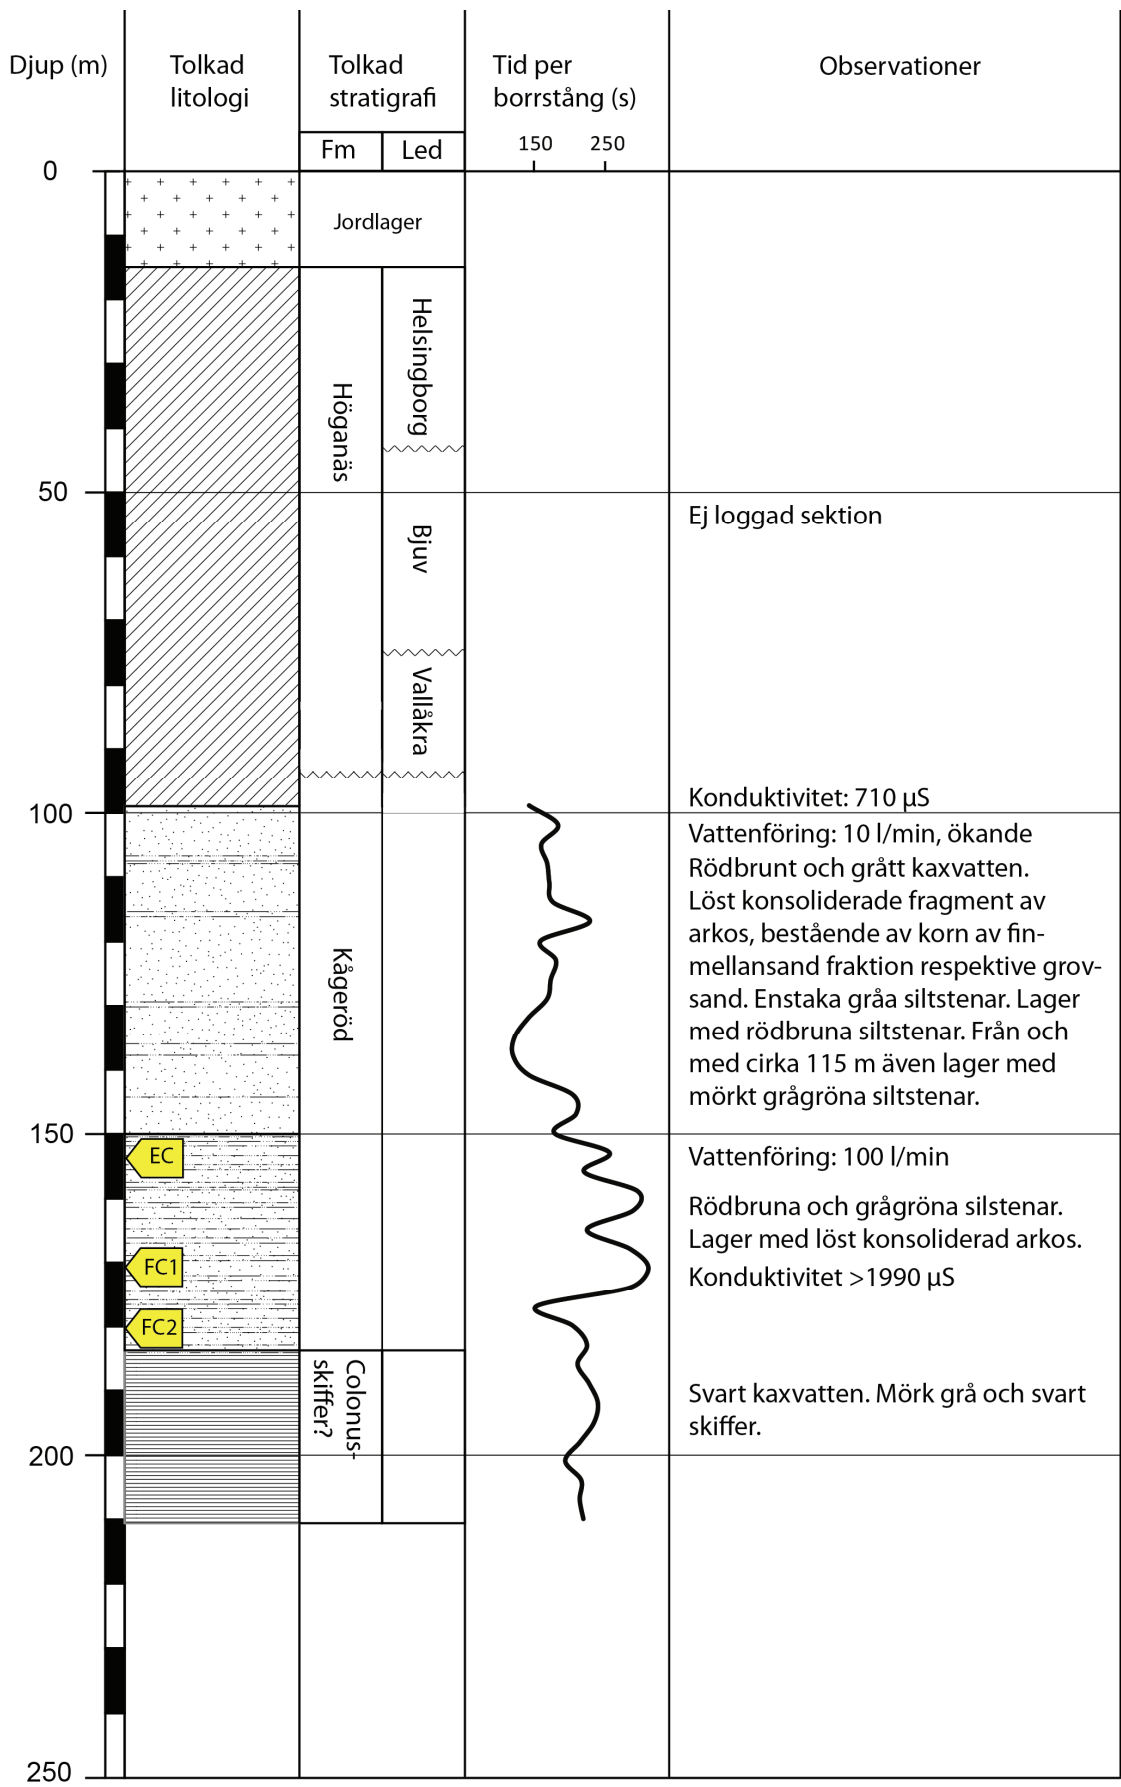 Djup (m)
Tolkad
litologi
Tolkad
stratigrafi
Fm
Led
Tid per
borrstång (s)
150
250
Observationer
0
Jordlager
Helsingborg
Höganäs
50
Ej loggad sektion
Bjuv
Vallåkra
Konduktivitet: 710 µS
100
Vattenföring: 10 l/min, ökande
Rödbrunt och grått kaxvatten.
Löst konsoliderade fragment av
arkos, bestående av korn av fin-
mellansand fraktion respektive grov-
sand. Enstaka gråa siltstenar. Lager
med rödbruna siltstenar. Från och
med cirka 115 m även lager med
mörkt grågröna siltstenar.
Kågeröd
150
EC
Vattenföring: 100 l/min
Rödbruna och grågröna silstenar.
Lager med löst konsoliderad arkos.
FC1
Konduktivitet >1990 µS
FC2
Colonus-
skiffer?
Svart kaxvatten. Mörk grå och svart
skiffer.
200
250